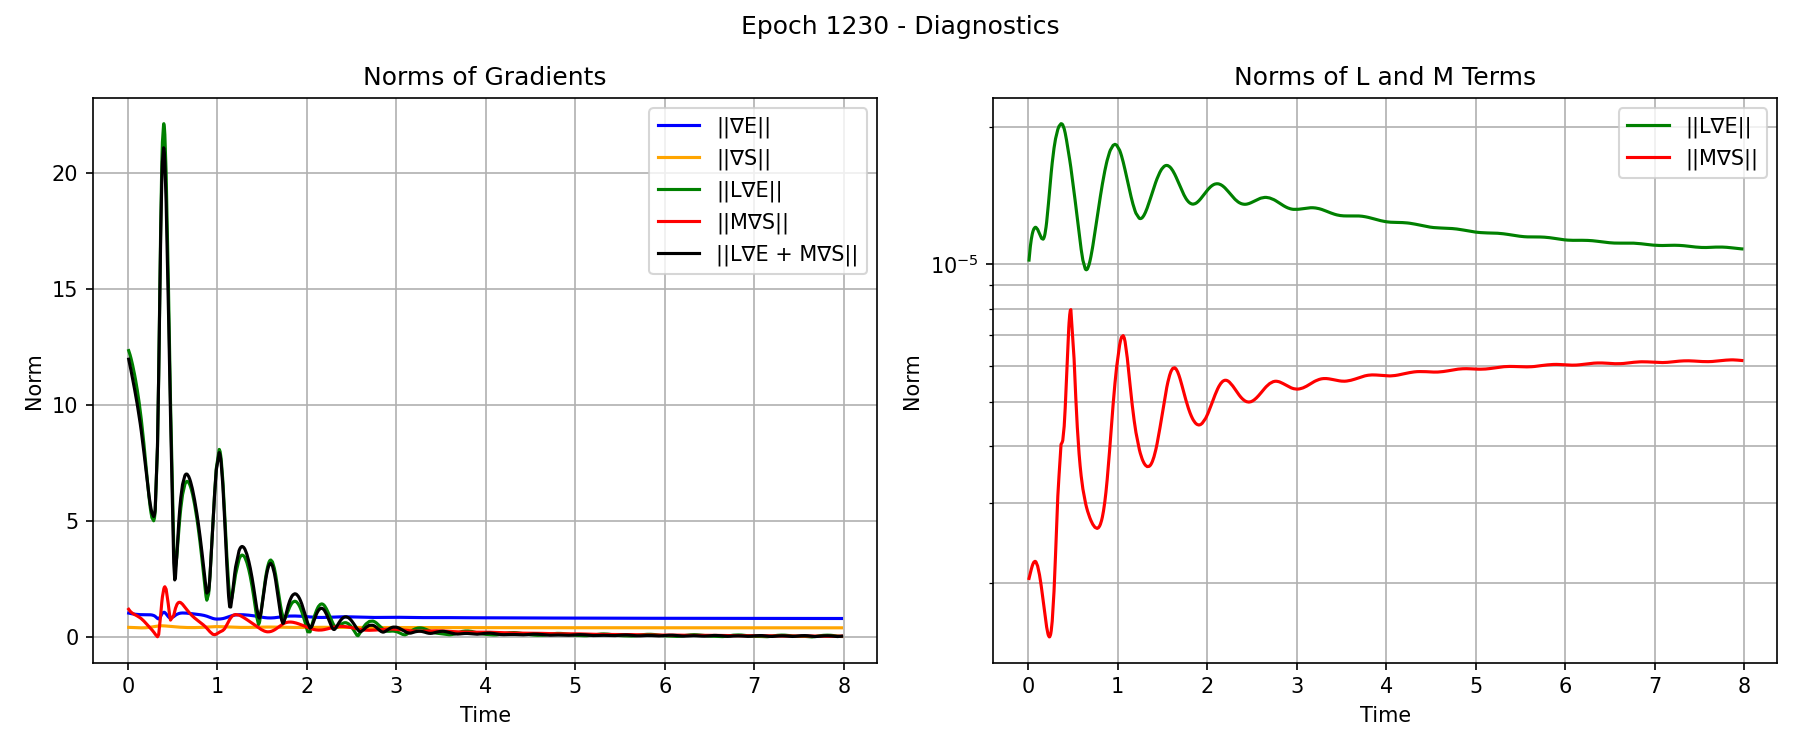 Epoch 1230 - Diagnostics
Norms of Gradients
Norm
20
15
10
5
0
||∇E||
||∇S||
||L∇E||
||M∇S||
||L∇E + M∇S||
0 1 2 3 4 5 6 7 8
Time
Norms of L and M Terms
Norm
10⁻⁵
||L∇E||
||M∇S||
0 1 2 3 4 5 6 7 8
Time